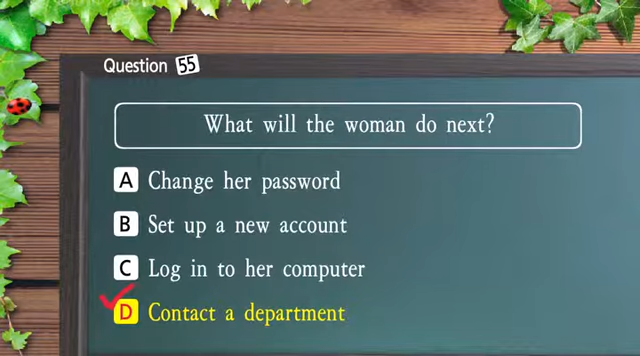 Question 55
What will the woman do next?
A Change her password
B Set up a new account
C Log in to her computer
D Contact a department